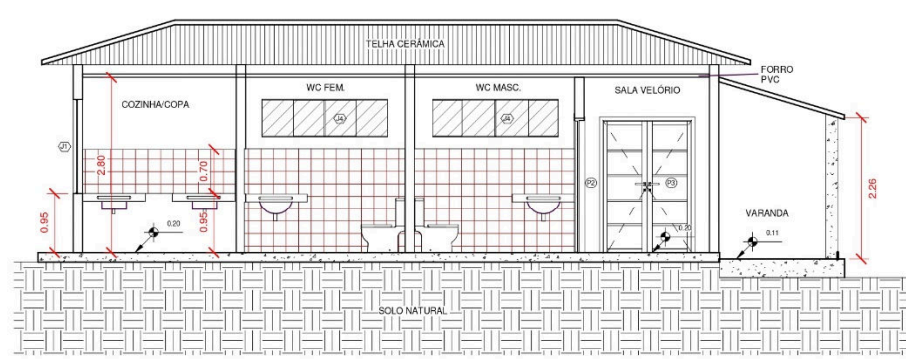 TELHA CERÂMICA
FORRO
PVC
COZINHA/COPA
WC FEM.
WC MASC.
SALA VELÓRIO
J4
J4
J1
2.80
0.70
0.95
0.95
0.20
P2
P3
0.20
2.26
VARANDA
0.11
SOLO NATURAL